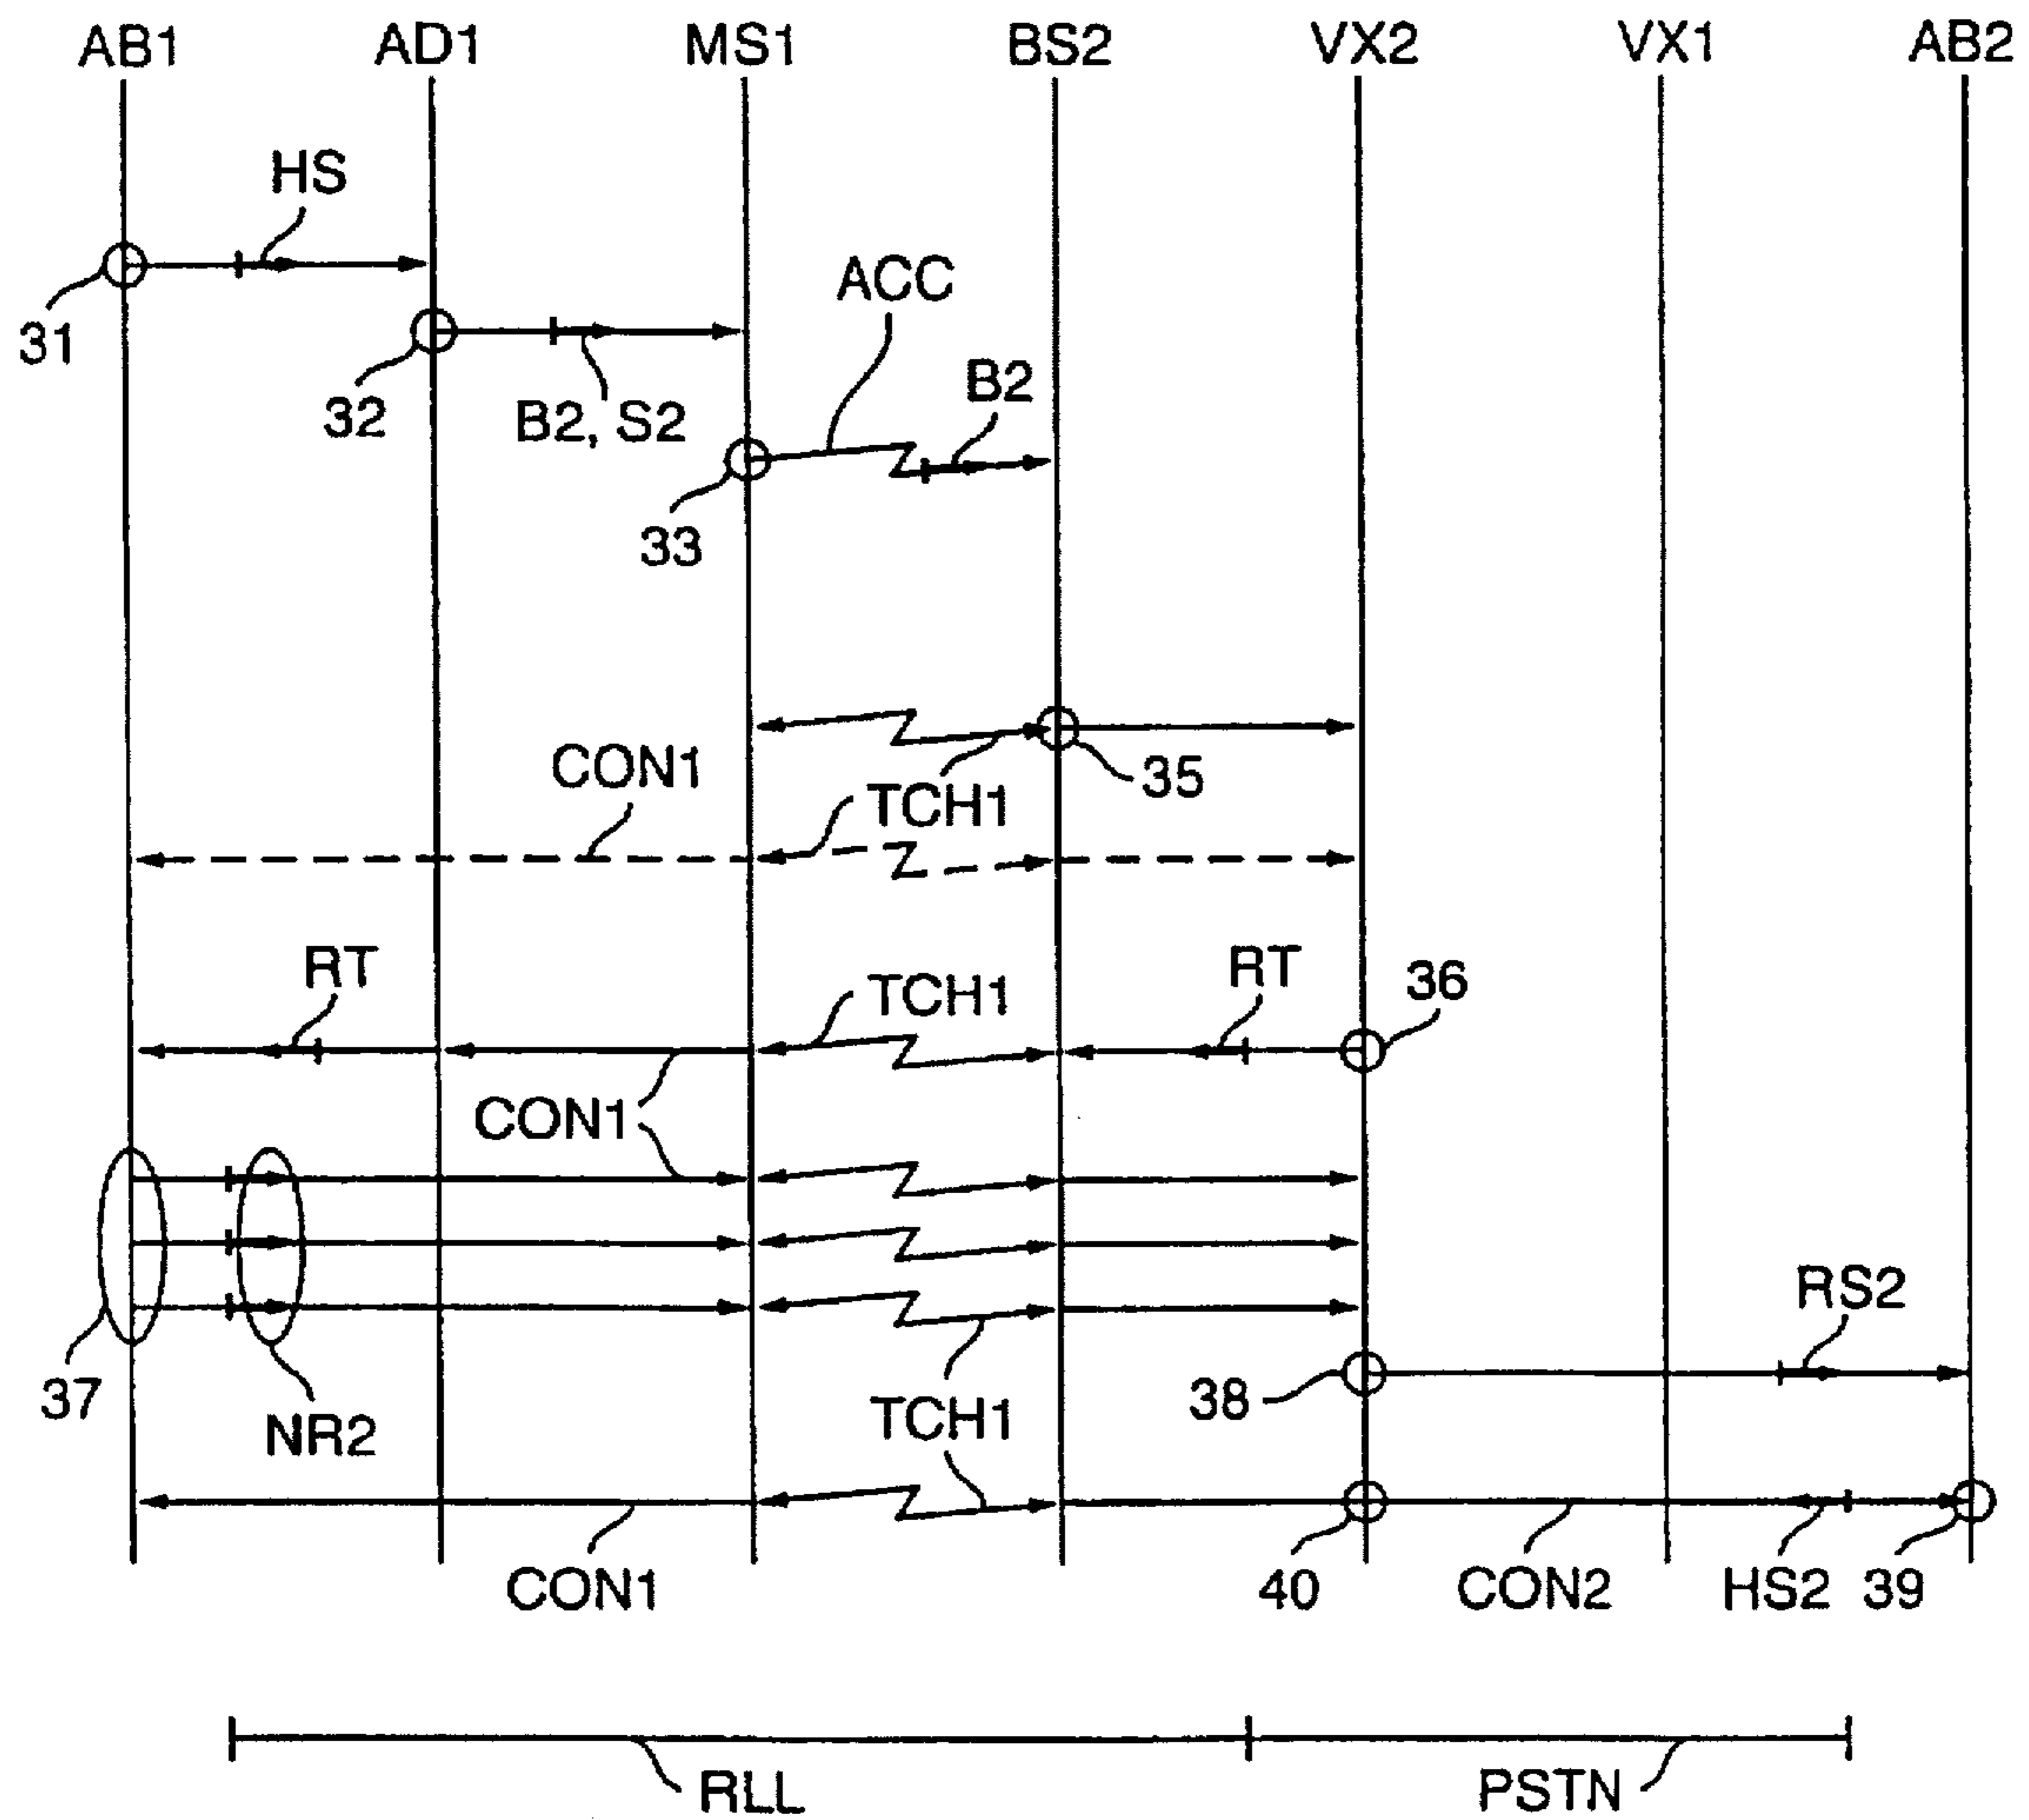 AB1 AD1 MS1 BS2 VX2 VX1 AB2
HS
ACC
31
B2
32
B2, S2
33
CON1
35
TCH1
RT
TCH1
RT
36
CON1
RS2
37
38
NR2
TCH1
CON1
40
CON2
HS2
39
RLL
PSTN